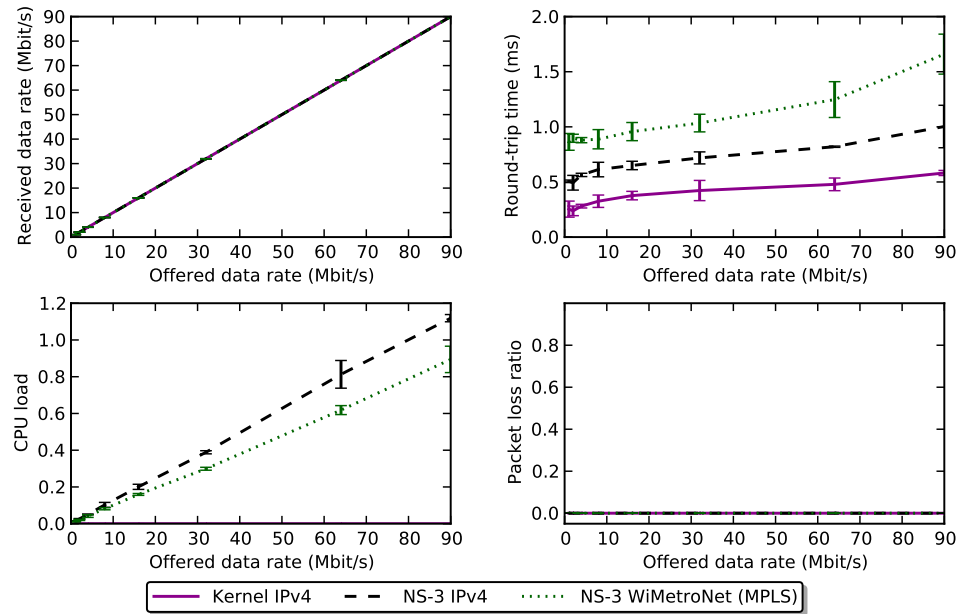 Received data rate (Mbit/s)
90
80
70
60
50
40
30
20
10
0
0 10 20 30 40 50 60 70 80 90
Offered data rate (Mbit/s)
Round-trip time (ms)
2.0
1.5
1.0
0.5
0.0
0 10 20 30 40 50 60 70 80 90
Offered data rate (Mbit/s)
CPU load
1.2
1.0
0.8
0.6
0.4
0.2
0.0
0 10 20 30 40 50 60 70 80 90
Offered data rate (Mbit/s)
Packet loss ratio
0.8
0.6
0.4
0.2
0.0
0 10 20 30 40 50 60 70 80 90
Offered data rate (Mbit/s)
Kernel IPv4 NS-3 IPv4 NS-3 WiMetroNet (MPLS)